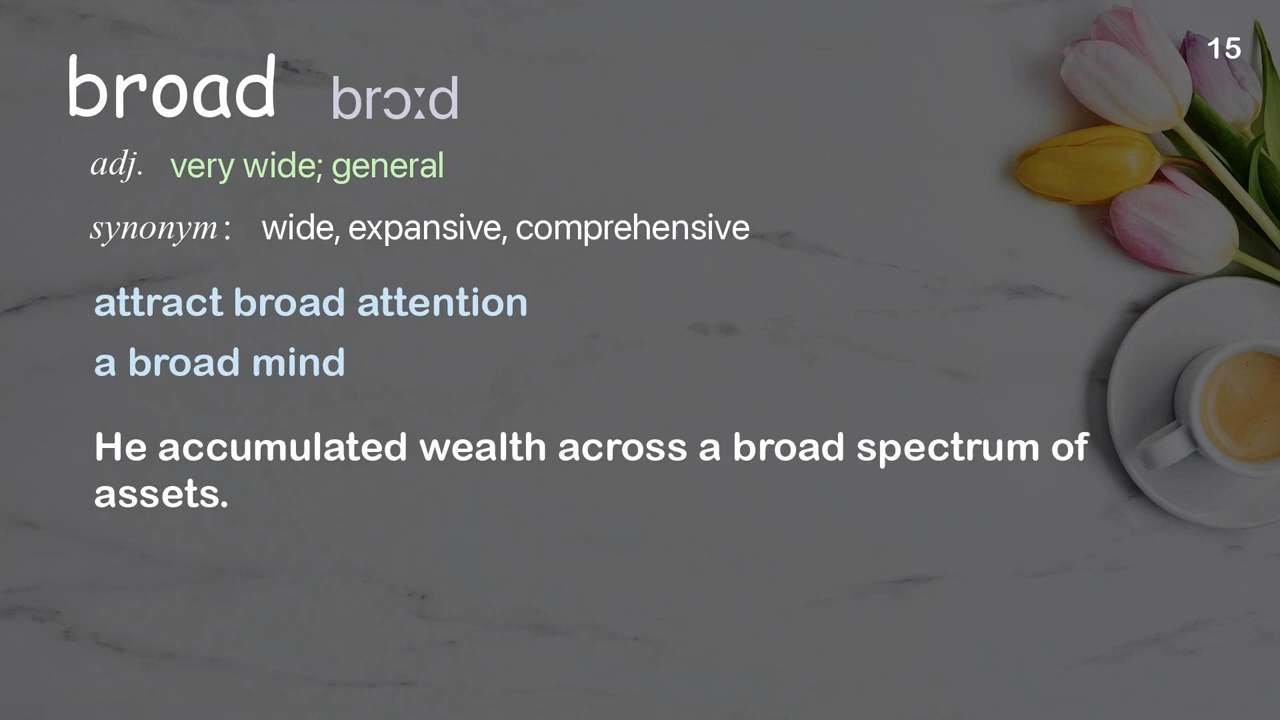 15
broad brɔːd
adj. very wide; general
synonym: wide, expansive, comprehensive
attract broad attention
a broad mind
He accumulated wealth across a broad spectrum of
assets.